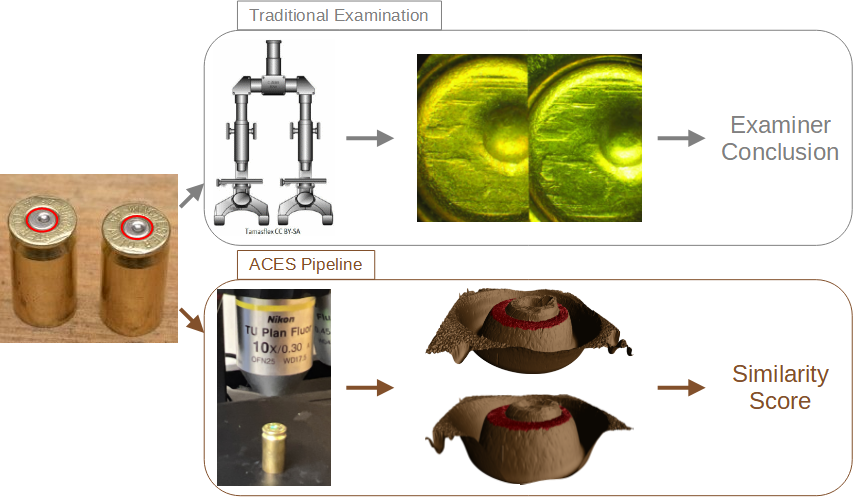 Traditional Examination
Tamasflex CC BY-SA
Examiner
Conclusion
ACES Pipeline
Nikon
TU Plan Fluor
10x/0.30
OFN25 WD17.5
Similarity
Score